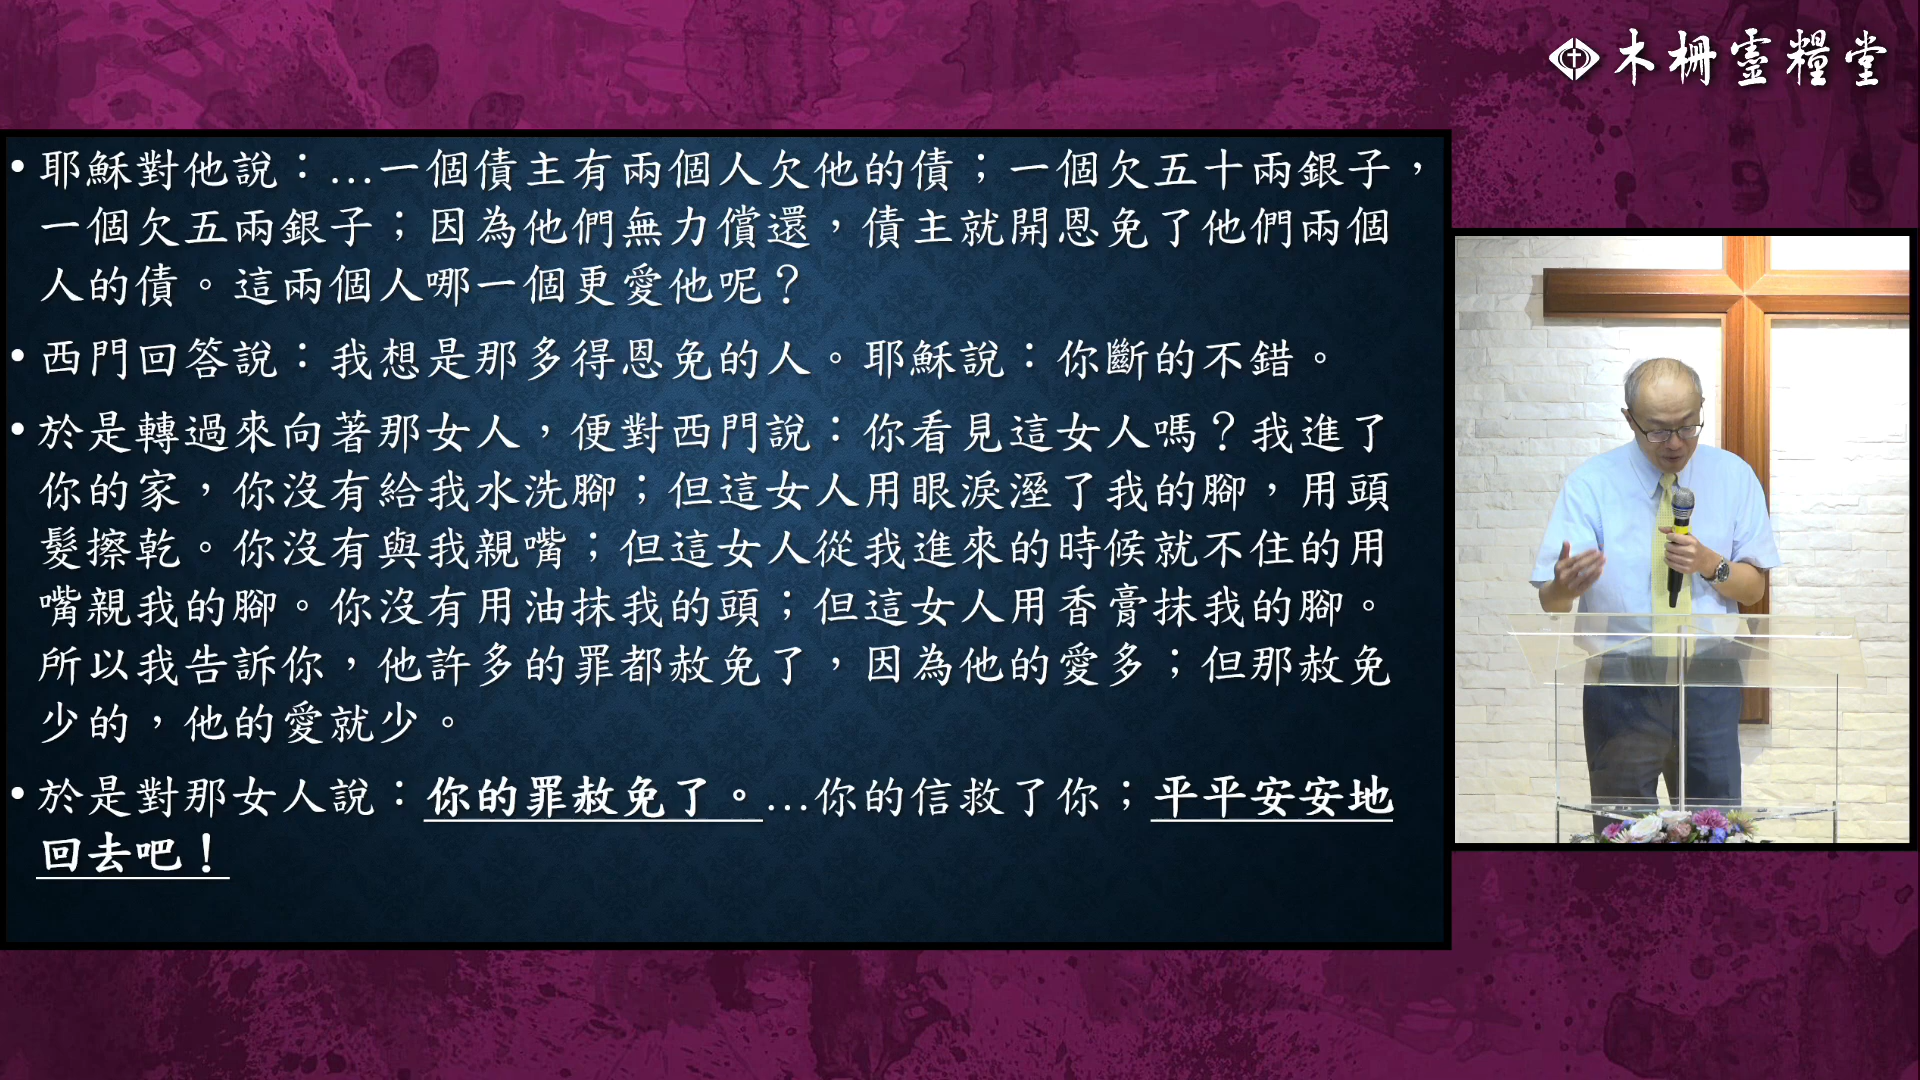 木柵靈糧堂
• 耶穌對他說：…一個債主有兩個人欠他的債；一個欠五十兩銀子，
一個欠五兩銀子；因為他們無力償還，債主就開恩免了他們兩個
人的債。這兩個人哪一個更愛他呢？
• 西門回答說：我想是那多得恩免的人。耶穌說：你斷的不錯。
• 於是轉過來向著那女人，便對西門說：你看見這女人嗎？我進了
你的家，你沒有給我水洗腳；但這女人用眼淚溼了我的腳，用頭
髮擦乾。你沒有與我親嘴；但這女人從我進來的時候就不住的用
嘴親我的腳。你沒有用油抹我的頭；但這女人用香膏抹我的腳。
所以我告訴你，他許多的罪都赦免了，因為他的愛多；但那赦免
少的，他的愛就少。
• 於是對那女人說：你的罪赦免了。…你的信救了你；平平安安地
回去吧！